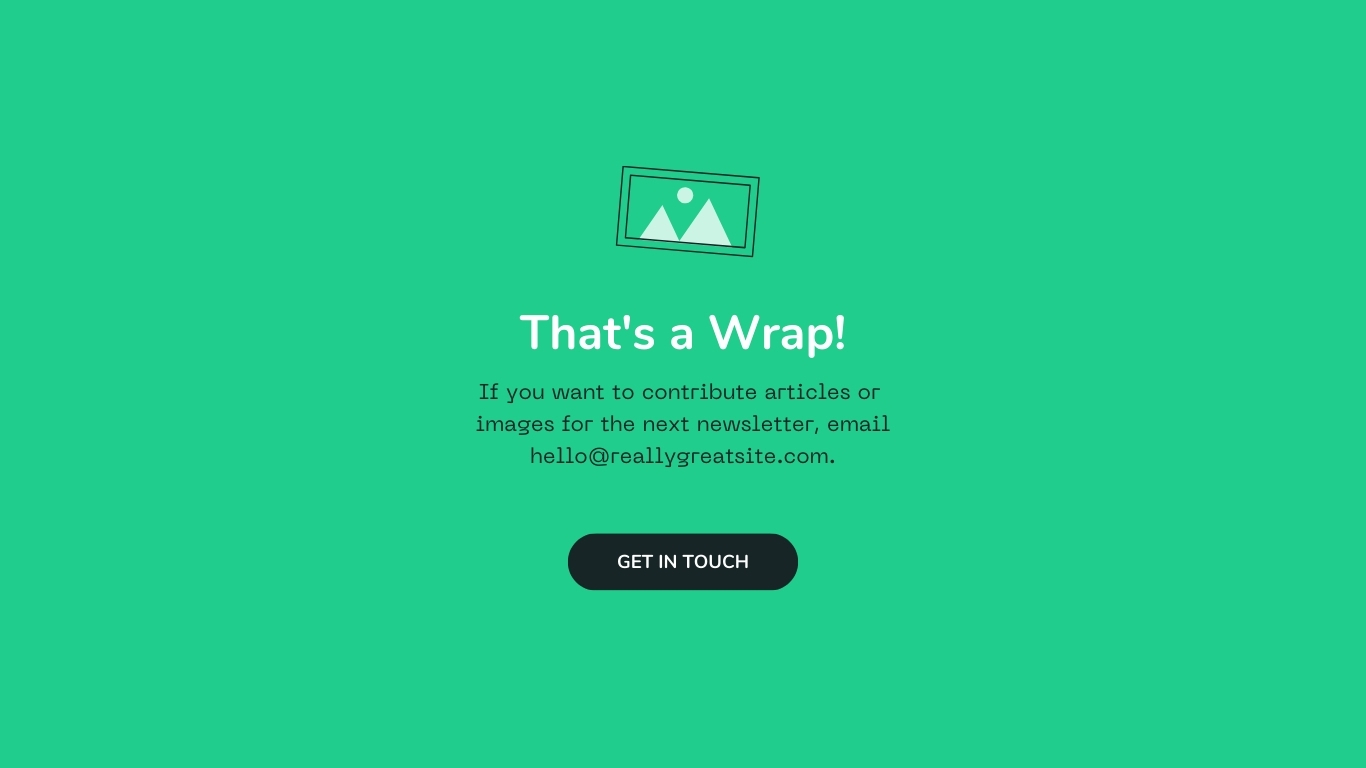 That's a Wrap!
If you want to contribute articles or
images for the next newsletter, email
hello@reallygreatsite.com.
GET IN TOUCH